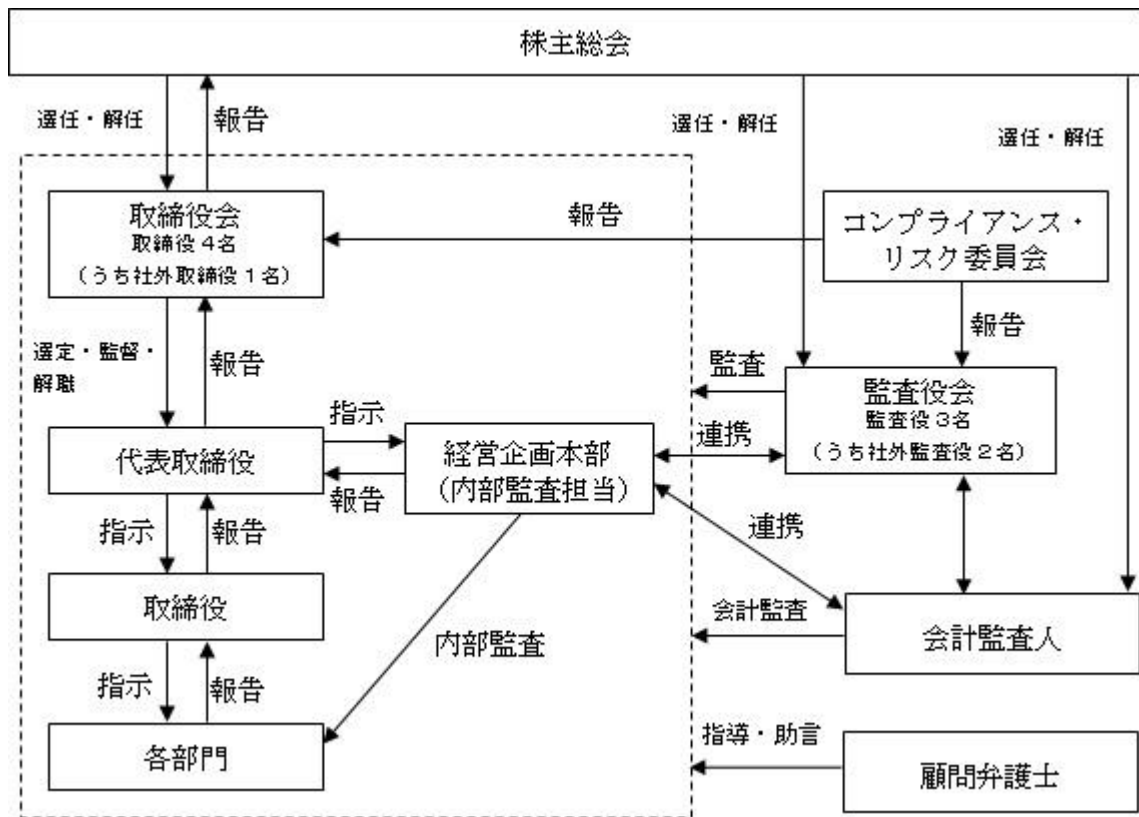 株主総会
選任・解任
報告
選任・解任
選任・解任
取締役会
取締役4名
（うち社外取締役1名）
報告
コンプライアンス・
リスク委員会
報告
選定・監督・
解職
報告
監査
監査役会
監査役3名
（うち社外監査役2名）
指示
連携
代表取締役
経営企画本部
（内部監査担当）
報告
指示
報告
連携
取締役
会計監査
会計監査人
内部監査
指示
報告
各部門
指導・助言
顧問弁護士